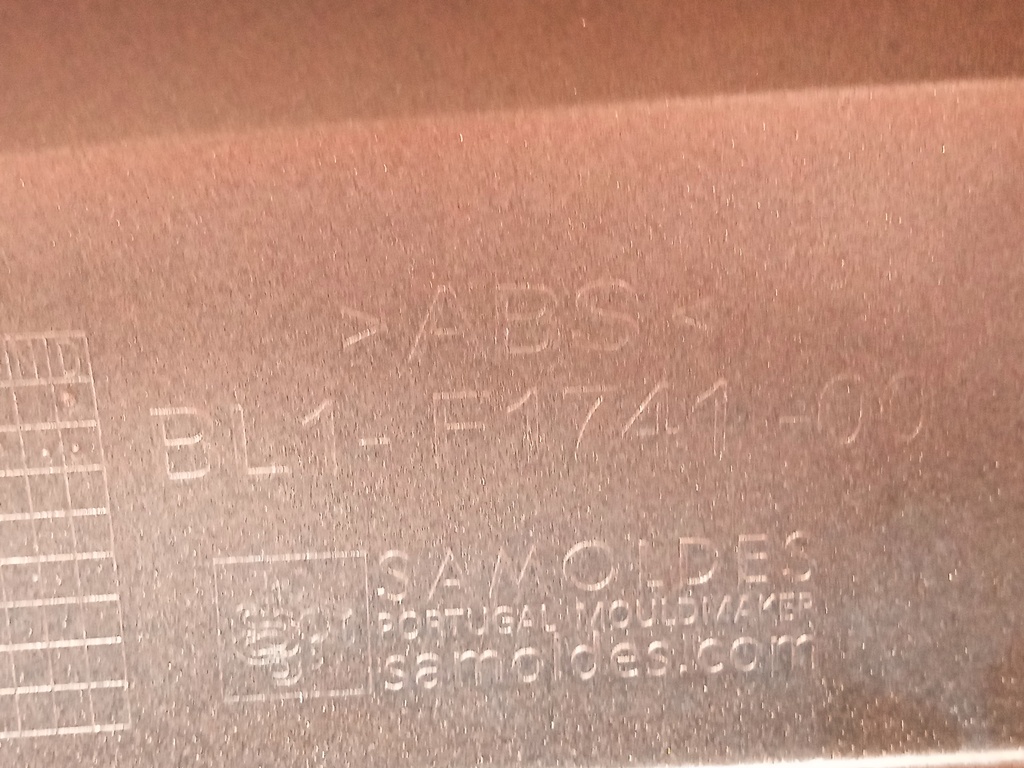 >ABS<
BL1-F1741-00
SAMOLDES
PORTUGAL MOULDMAKER
samoldes.com